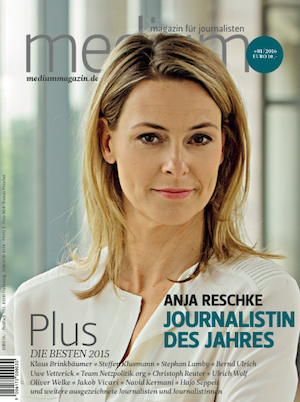 magazin für journalisten
medium
mediummagazin.de
#01/2016
EURO 10,-
ANJA RESCHKE
JOURNALISTIN
DES JAHRES
Plus
DIE BESTEN 2015
Klaus Brinkbäumer » Steffen Klusmann » Stephan Lamby » Bernd Ulrich
Uwe Vetterick » Team Netzpolitik.org » Christoph Reuter » Ulrich Wolf
Oliver Welke » Jakob Vicari » Navid Kermani » Hajo Seppelt
und weitere ausgezeichnete Journalisten und Journalistinnen